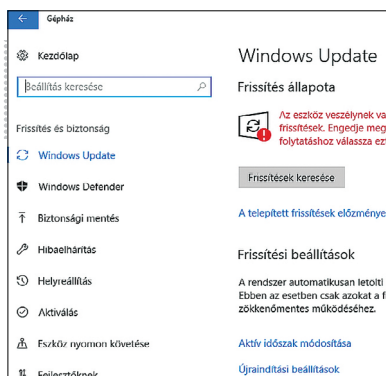 Gépház
Kezdőlap
Beállítás keresése
Frissítés és biztonság
Windows Update
Windows Defender
Biztonsági mentés
Hibaelhárítás
Helyreállítás
Aktiválás
Eszköz nyomon követése
Fejlesztőknek
Windows Update
Frissítés állapota
Az eszköz veszélynek va
frissítések. Engedje meg
folytatáshoz válassza ezt
Frissítések keresése
A telepített frissítések előzménye
Frissítési beállítások
A rendszer automatikusan letölti
Ebben az esetben csak azokat a f
zökkenőmentes működéséhez.
Aktív időszak módosítása
Újraindítási beállítások